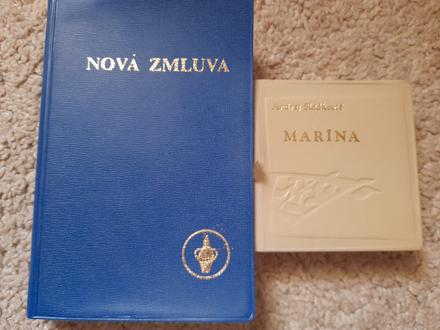 NOVÁ ZMLUVA
Andrej Sládkovič
MARÍNA